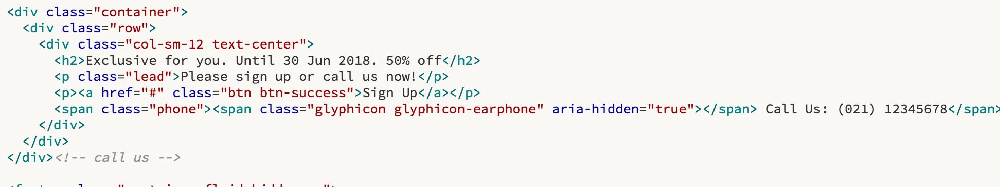 <div class="container">
<div class="row">
<div class="col-sm-12 text-center">
<h2>Exclusive for you. Until 30 Jun 2018. 50% off</h2>
<p class="lead">Please sign up or call us now!</p>
<p><a href="#" class="btn btn-success">Sign Up</a></p>
<span class="phone"><span class="glyphicon glyphicon-earphone" aria-hidden="true"></span> Call Us: (021) 12345678</span>
</div>
</div>
</div><!-- call us -->